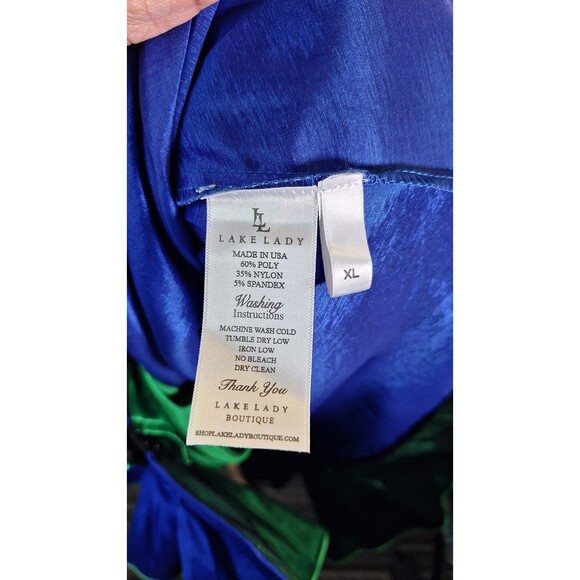 LL
LAKE LADY
MADE IN USA
60% POLY
35% NYLON
5% SPANDEX
Washing
Instructions
MACHINE WASH COLD
TUMBLE DRY LOW
IRON LOW
NO BLEACH
DRY CLEAN
Thank You
LAKE LADY
BOUTIQUE
SHOPLAKELADYBOUTIQUE.COM
XL